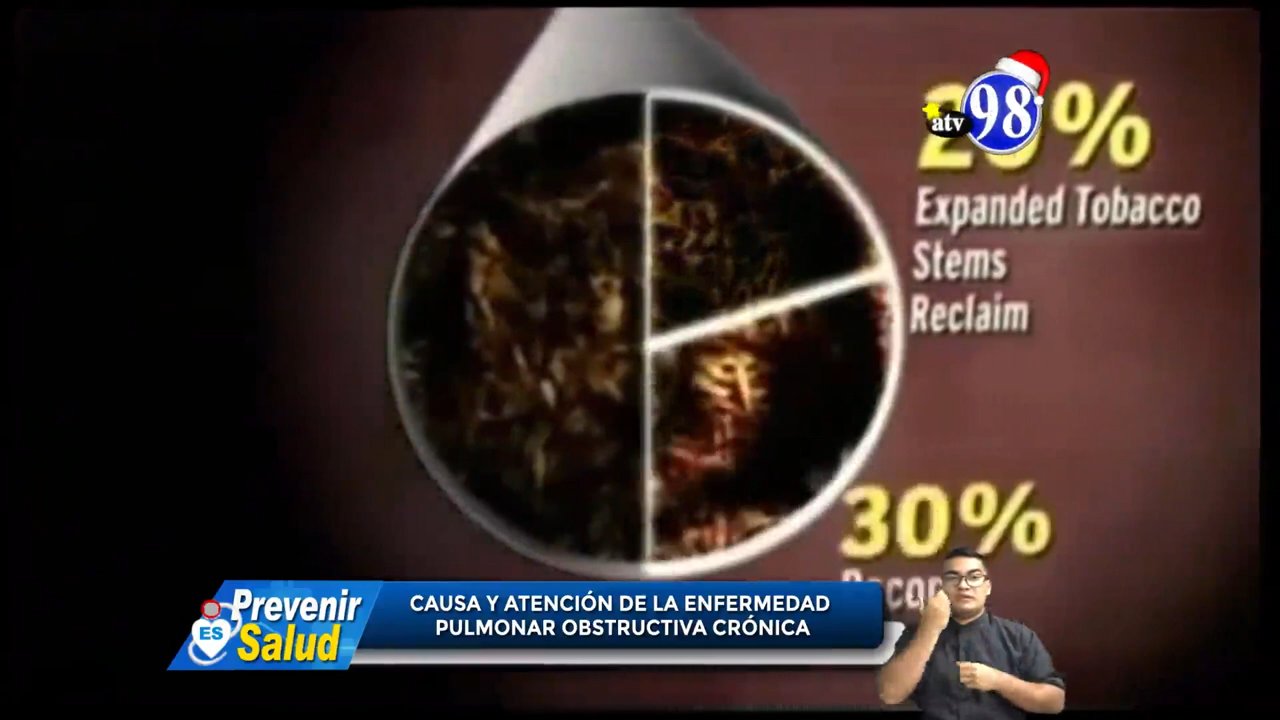 atv 98
%
Expanded Tobacco
Stems
Reclaim
30%
Prevenir
ES
Salud
CAUSA Y ATENCIÓN DE LA ENFERMEDAD
PULMONAR OBSTRUCTIVA CRÓNICA